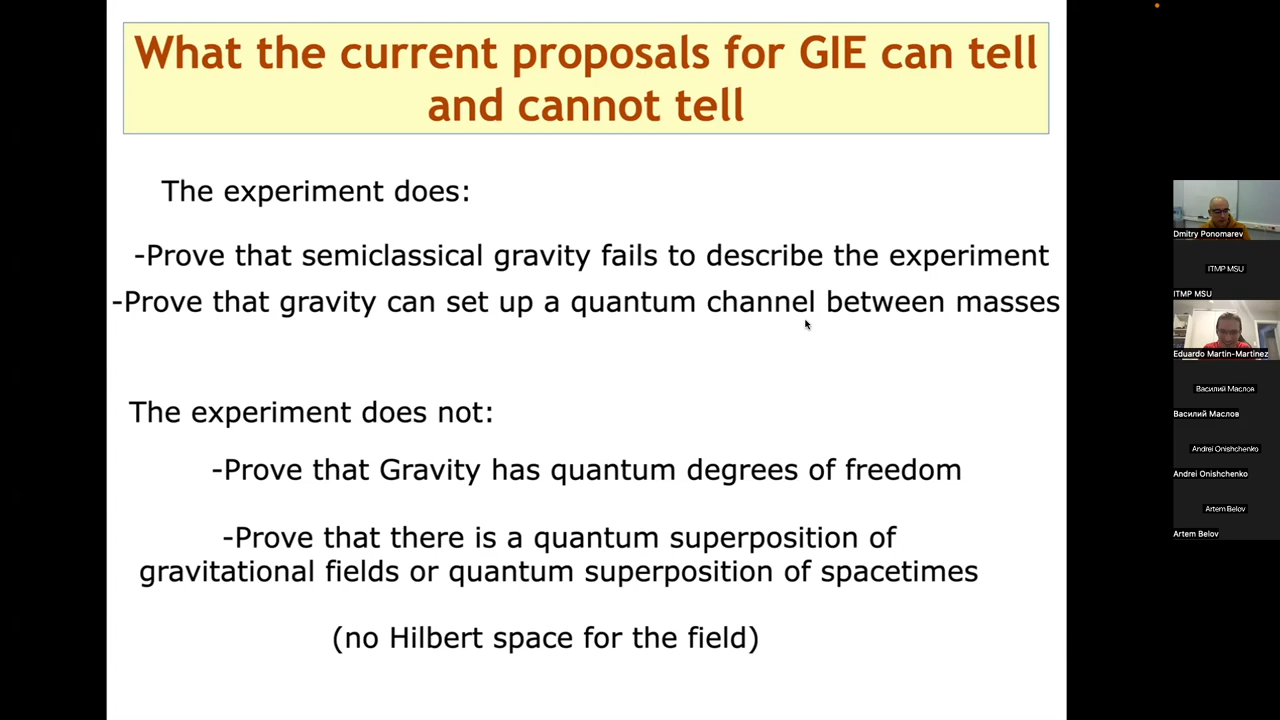 What the current proposals for GIE can tell
and cannot tell
The experiment does:
-Prove that semiclassical gravity fails to describe the experiment
-Prove that gravity can set up a quantum channel between masses
The experiment does not:
-Prove that Gravity has quantum degrees of freedom
-Prove that there is a quantum superposition of
gravitational fields or quantum superposition of spacetimes
(no Hilbert space for the field)
Dmitry Ponomarev
ITMP MSU
ITMP MSU
Eduardo Martin-Martinez
Василий Маслов
Василий Маслов
Andrei Onishchenko
Andrei Onishchenko
Artem Belov
Artem Belov